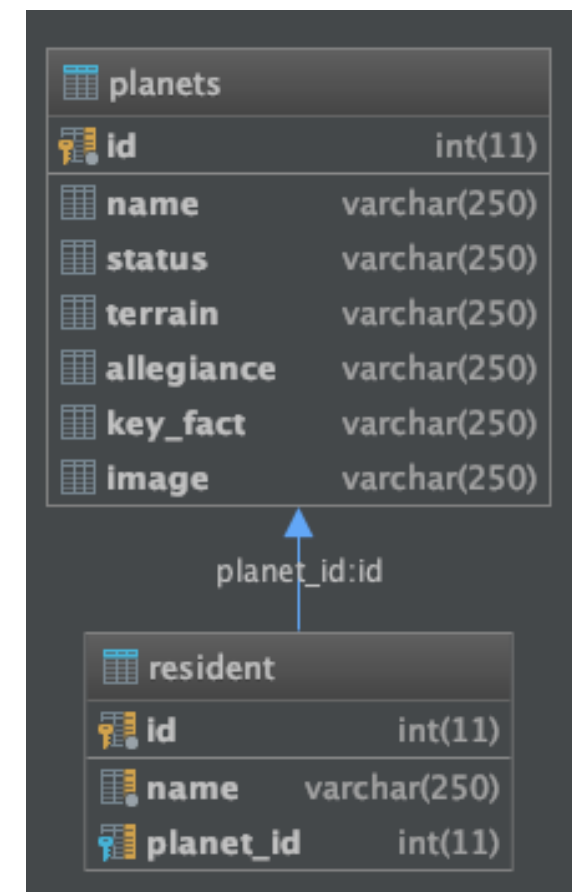 planets
id int(11)
name varchar(250)
status varchar(250)
terrain varchar(250)
allegiance varchar(250)
key_fact varchar(250)
image varchar(250)
planet_id:id
resident
id int(11)
name varchar(250)
planet_id int(11)